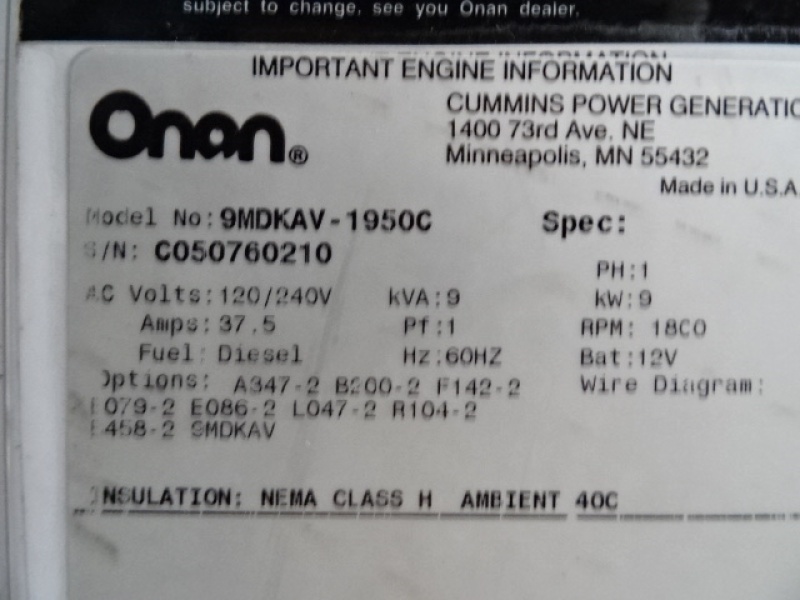 subject to change, see you Onan dealer.
IMPORTANT ENGINE INFORMATION
Onan®
CUMMINS POWER GENERATIO
1400 73rd Ave. NE
Minneapolis, MN 55432
Made in U.S.A.
Model No: 9MDKAV-1950C Spec:
S/N: C050760210
PH:1
AC Volts: 120/240V kVA: 9 kW: 9
Amps: 37.5 Pf: 1 RPM: 1800
Fuel: Diesel Hz: 60HZ Bat: 12V
Options: A347-2 B200-2 F142-2 Wire Diagram:
079-2 E086-2 L047-2 R104-2
458-2 9MDKAV
INSULATION: NEMA CLASS H AMBIENT 40C